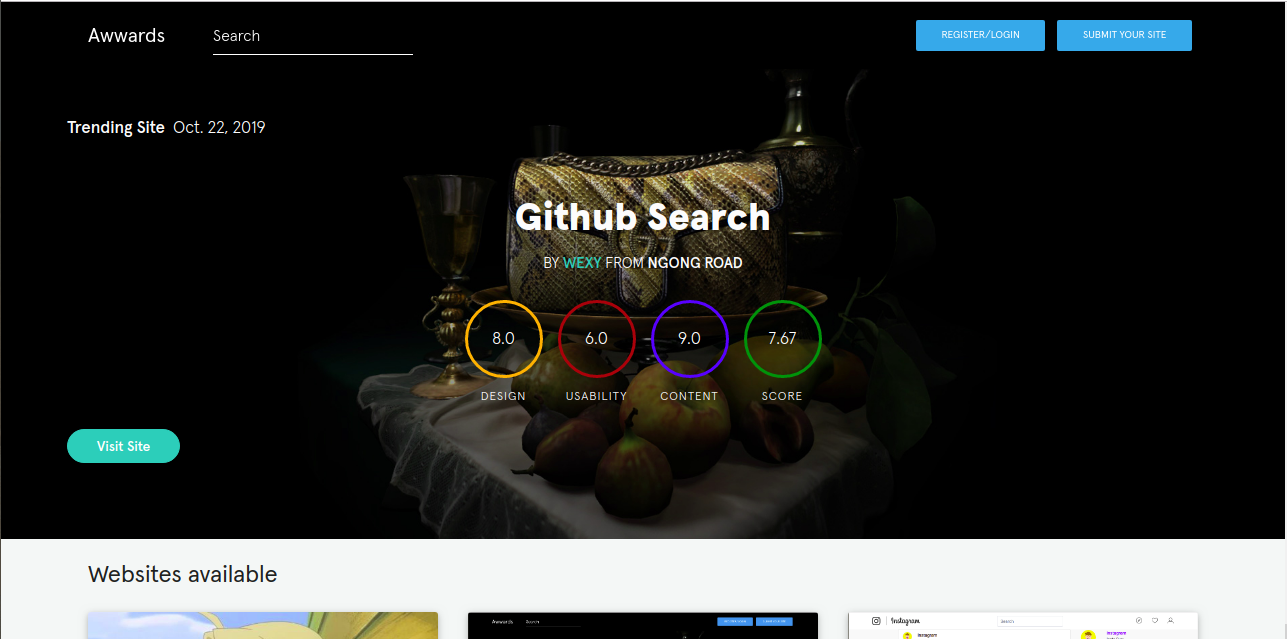 Awwards Search REGISTER/LOGIN SUBMIT YOUR SITE
Trending Site Oct. 22, 2019
Github Search
BY WEXY FROM NGONG ROAD
8.0 6.0 9.0 7.67
DESIGN USABILITY CONTENT SCORE
Visit Site
Websites available
Awwards Search
Instagram Search
Instagram